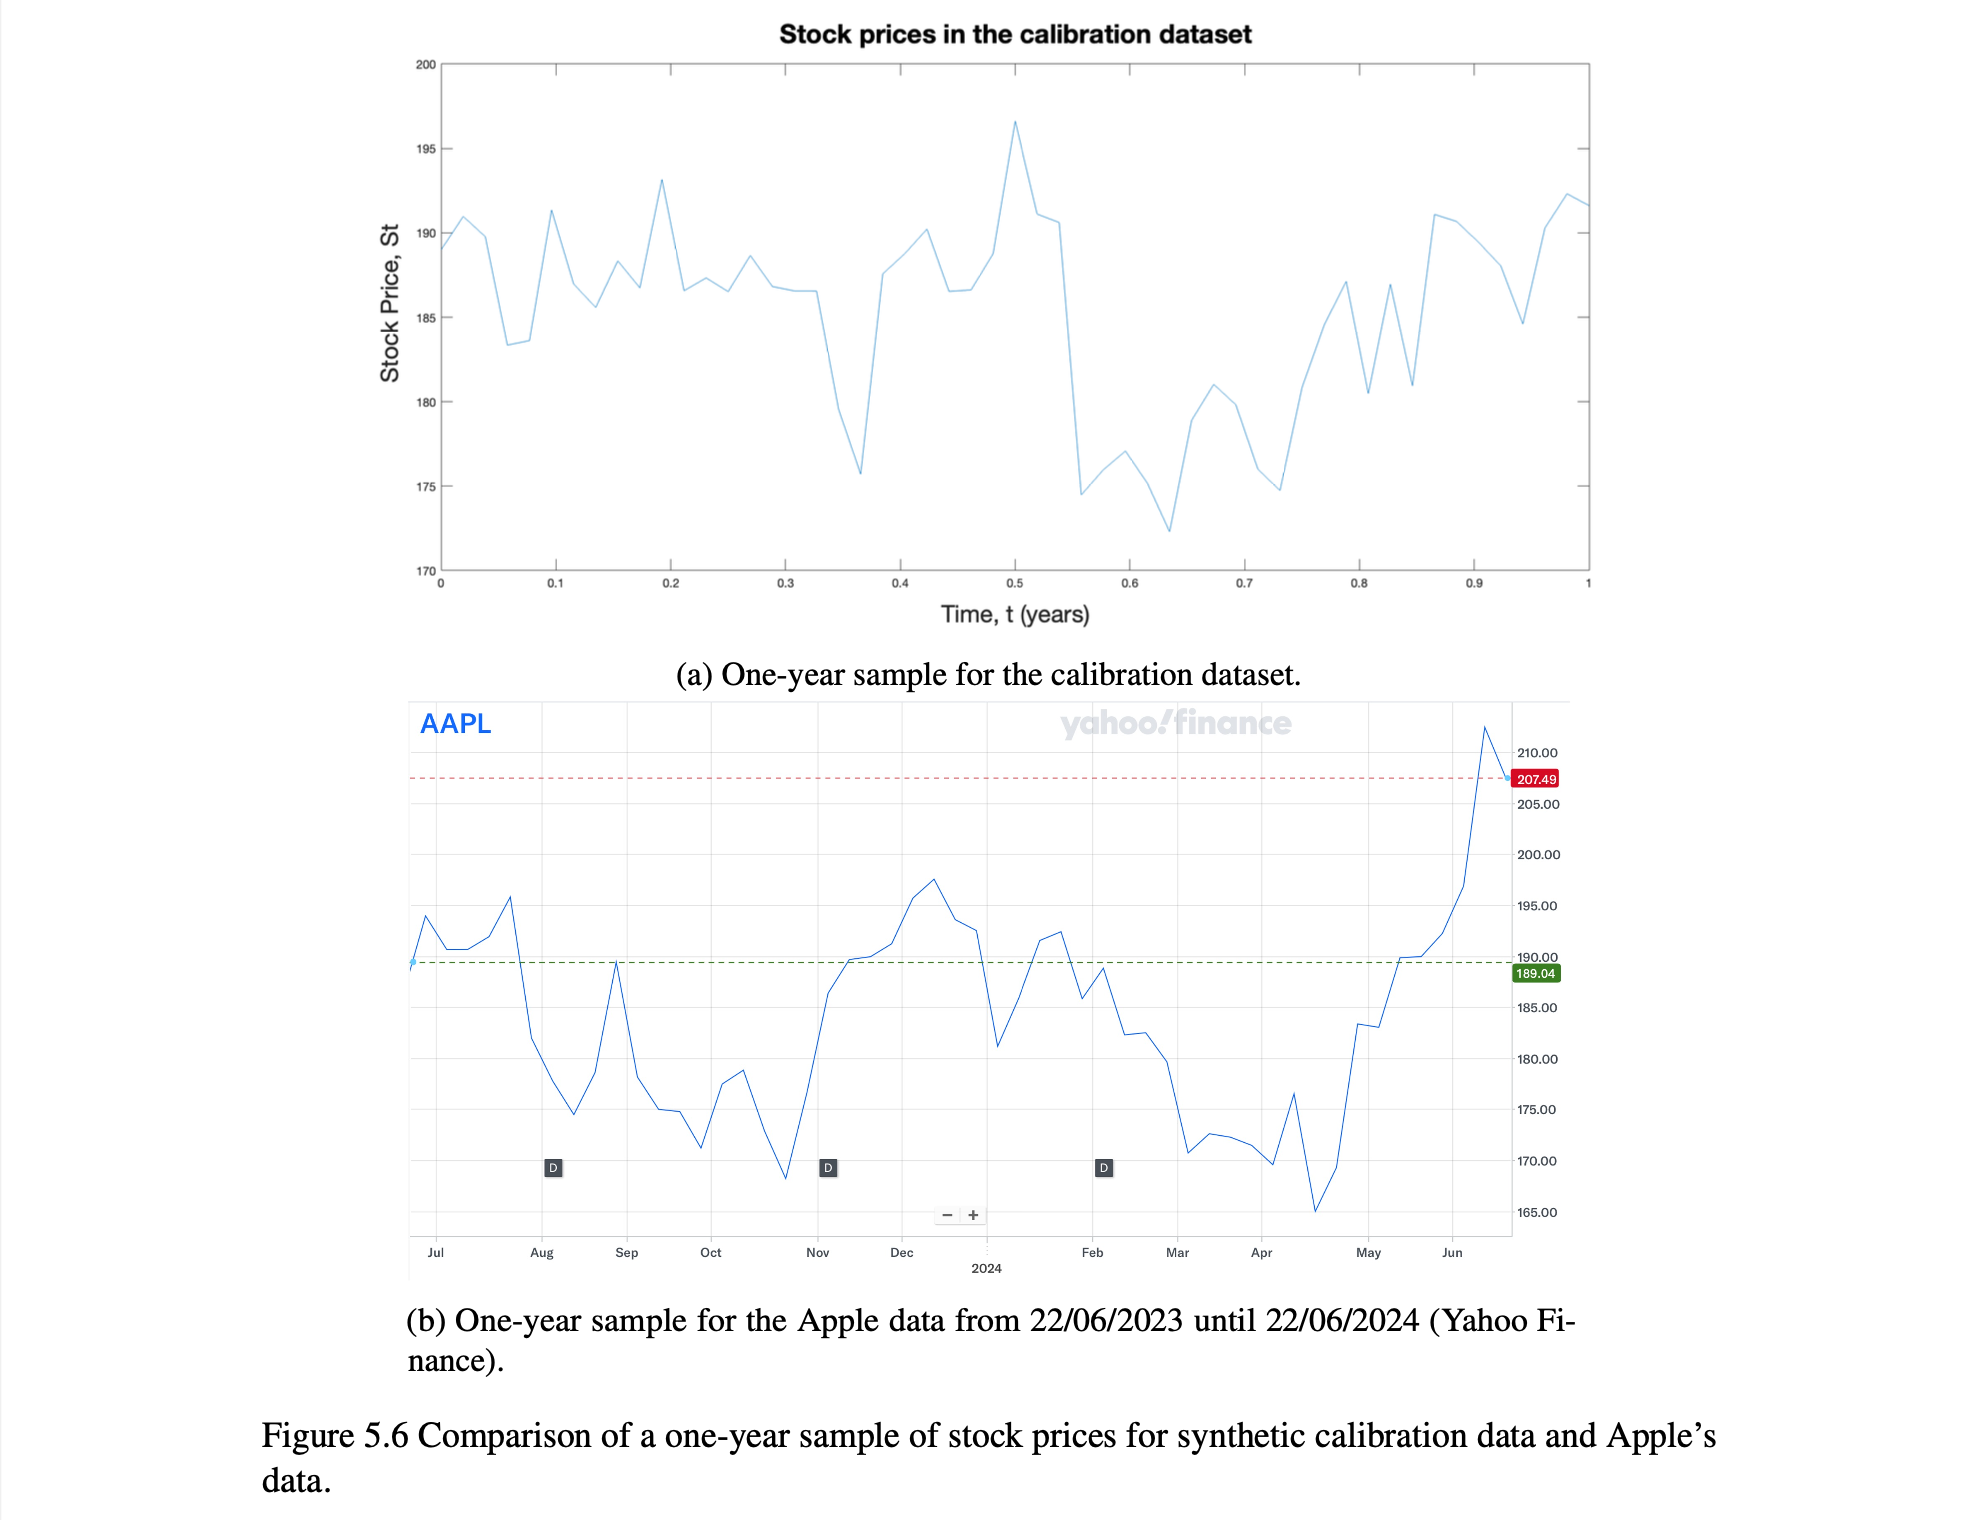 Stock prices in the calibration dataset
200
195
190
185
180
175
170
Stock Price, St
0 0.1 0.2 0.3 0.4 0.5 0.6 0.7 0.8 0.9 1
Time, t (years)
(a) One-year sample for the calibration dataset.
AAPL
yahoo!finance
210.00
207.49
205.00
200.00
195.00
190.00
189.04
185.00
180.00
175.00
170.00
165.00
D D D
− +
Jul Aug Sep Oct Nov Dec Feb Mar Apr May Jun
2024
(b) One-year sample for the Apple data from 22/06/2023 until 22/06/2024 (Yahoo Fi-
nance).
Figure 5.6 Comparison of a one-year sample of stock prices for synthetic calibration data and Apple’s
data.